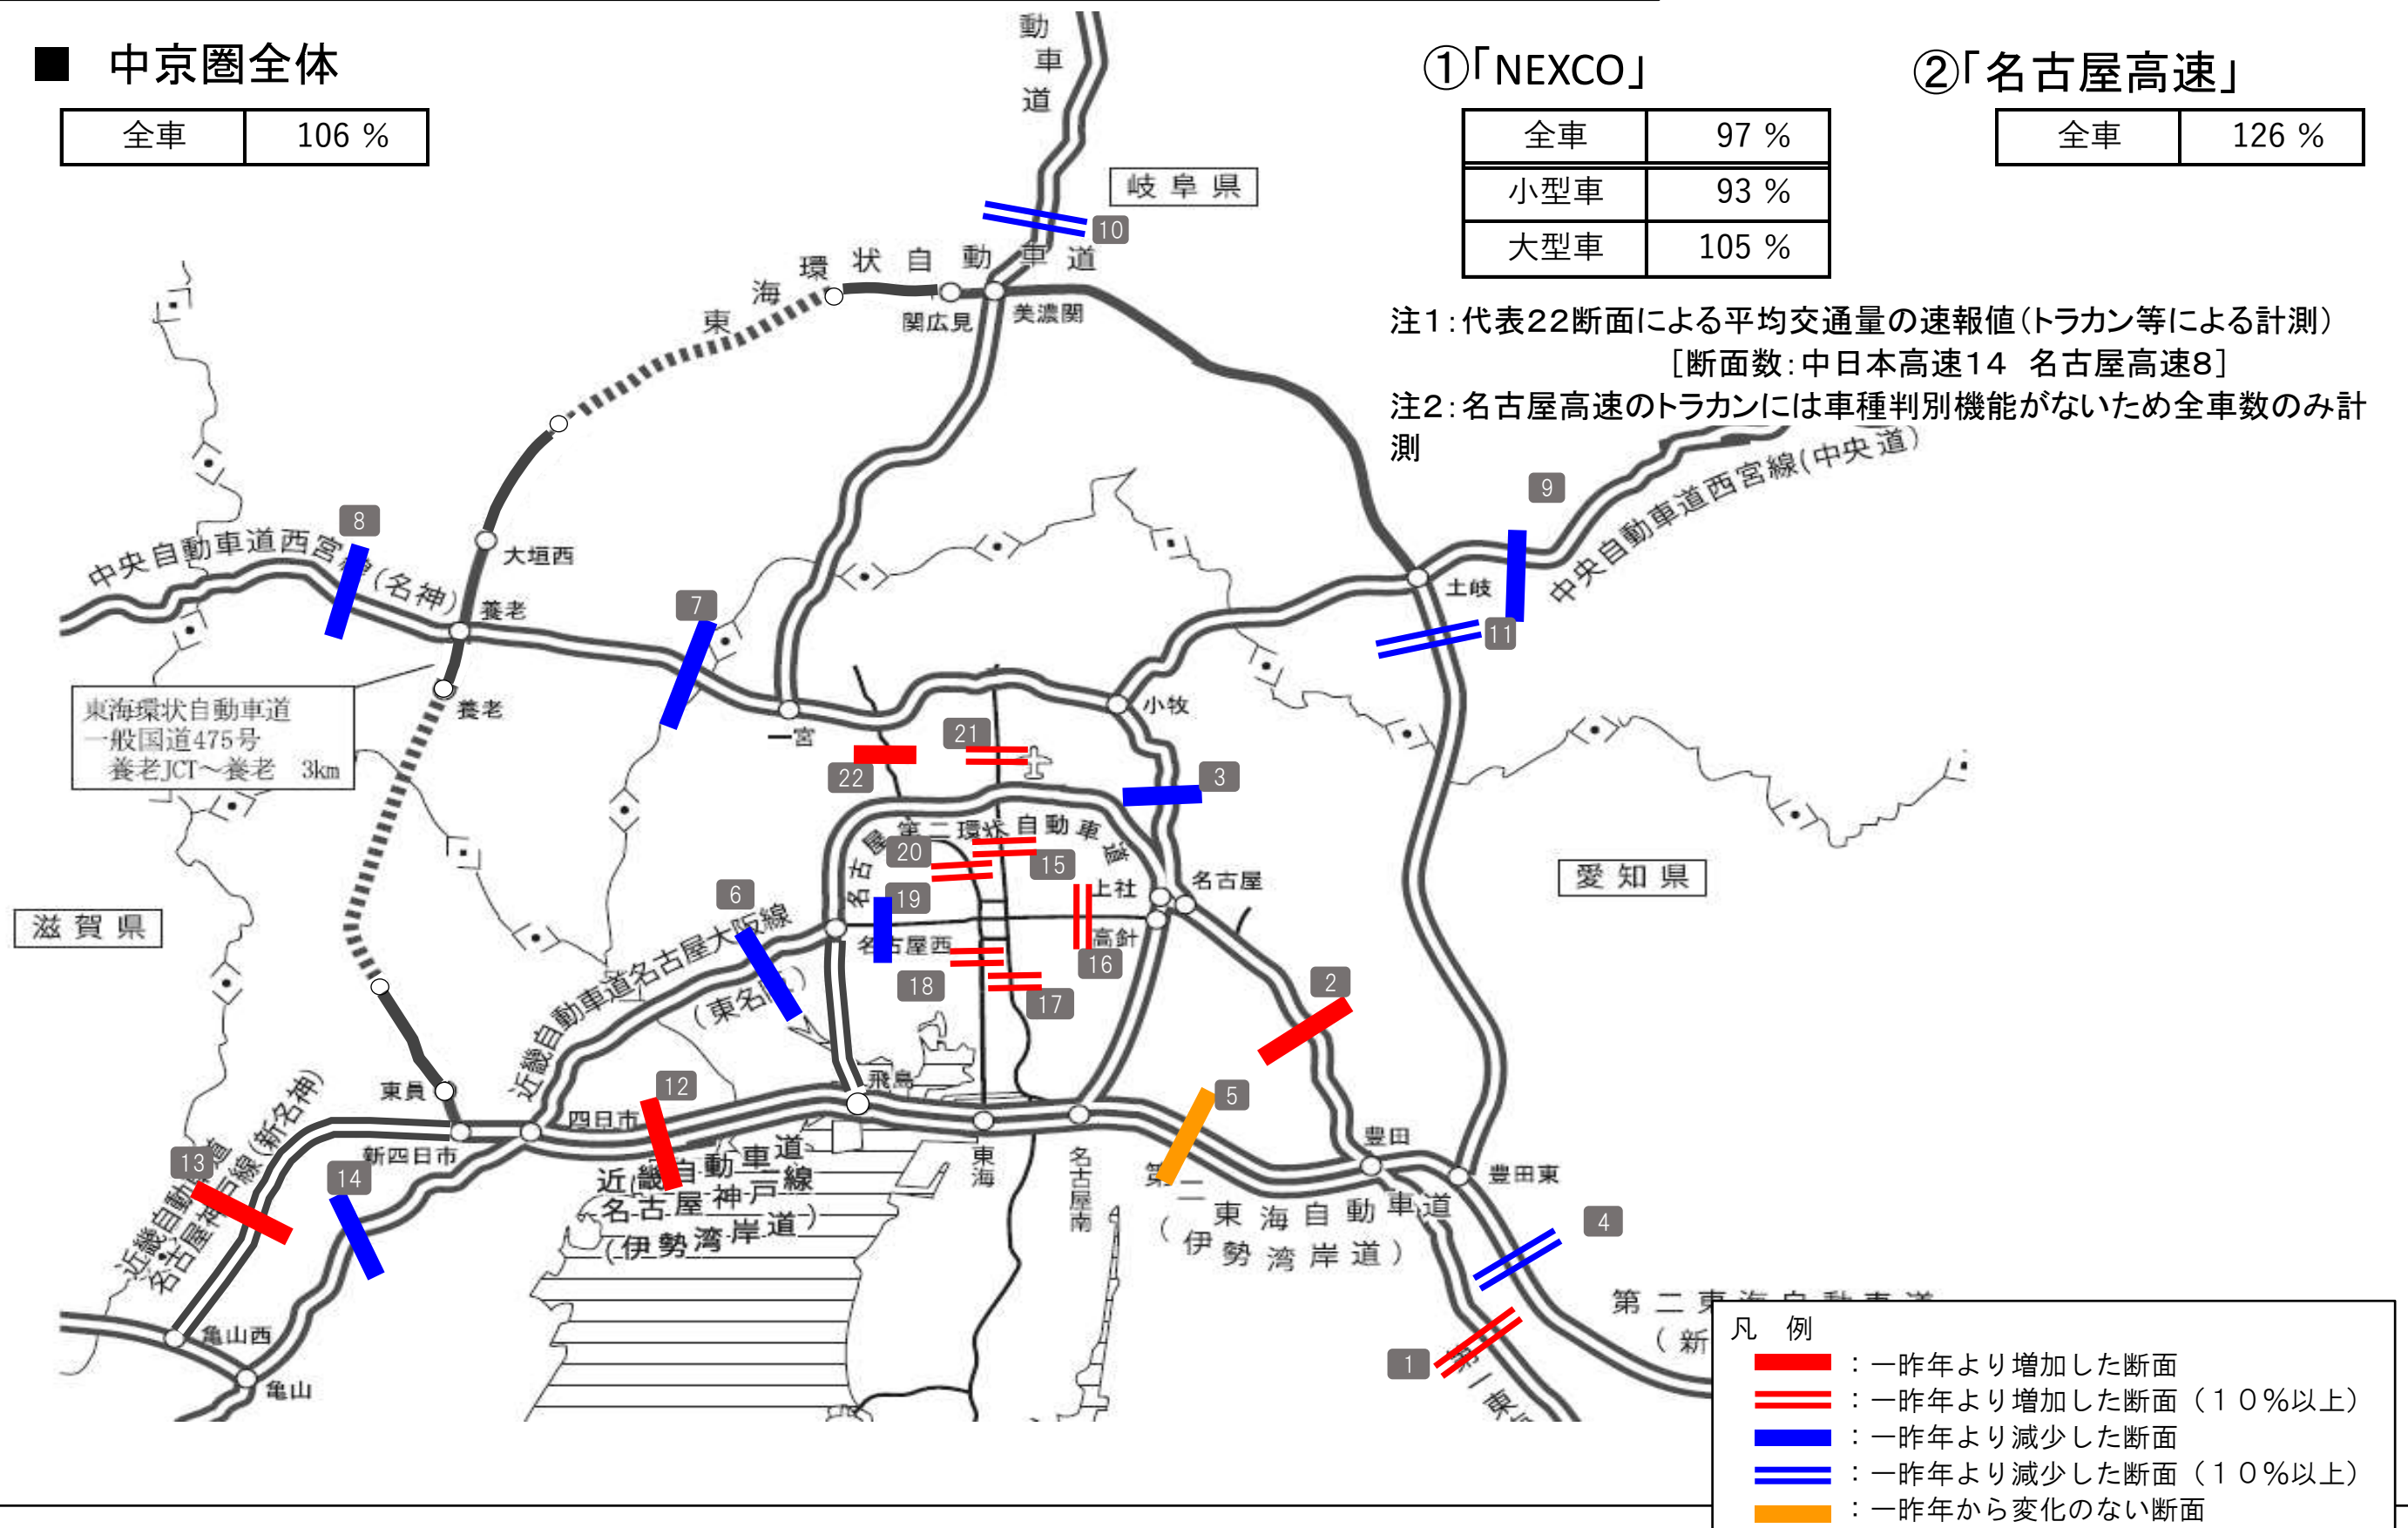 ■ 中京圏全体
全車 106 %
①「NEXCO」
全車 97 %
小型車 93 %
大型車 105 %
②「名古屋高速」
全車 126 %
注1：代表22断面による平均交通量の速報値（トラカン等による計測）
［断面数：中日本高速14 名古屋高速8］
注2：名古屋高速のトラカンには車種判別機能がないため全車数のみ計
測
動車道
岐阜県
10
東海環状自動車道
関広見
美濃関
9
中央自動車道西宮線(中央道)
8
中央自動車道西宮線(名神)
大垣西
養老
7
土岐
11
養老
東海環状自動車道
一般国道475号
養老JCT～養老 3km
一宮
小牧
21
22
3
名古屋第二環状自動車道
20
15
上社
名古屋
愛知県
19
6
滋賀県
名古屋西
高針
16
近畿自動車道名古屋大阪線
(東名阪)
18
17
2
東員
12
飛島
5
四日市
新四日市
豊田
豊田東
東海
名古屋南
近畿自動車道
名古屋神戸線
(伊勢湾岸道)
13
14
近畿自動車道
名古屋神戸線(新名神)
第二東海自動車道
(伊勢湾岸道)
4
亀山西
亀山
1
第一東
第二東海自動車道
(新
凡 例
：一昨年より増加した断面
：一昨年より増加した断面（１０%以上）
：一昨年より減少した断面
：一昨年より減少した断面（１０%以上）
：一昨年から変化のない断面